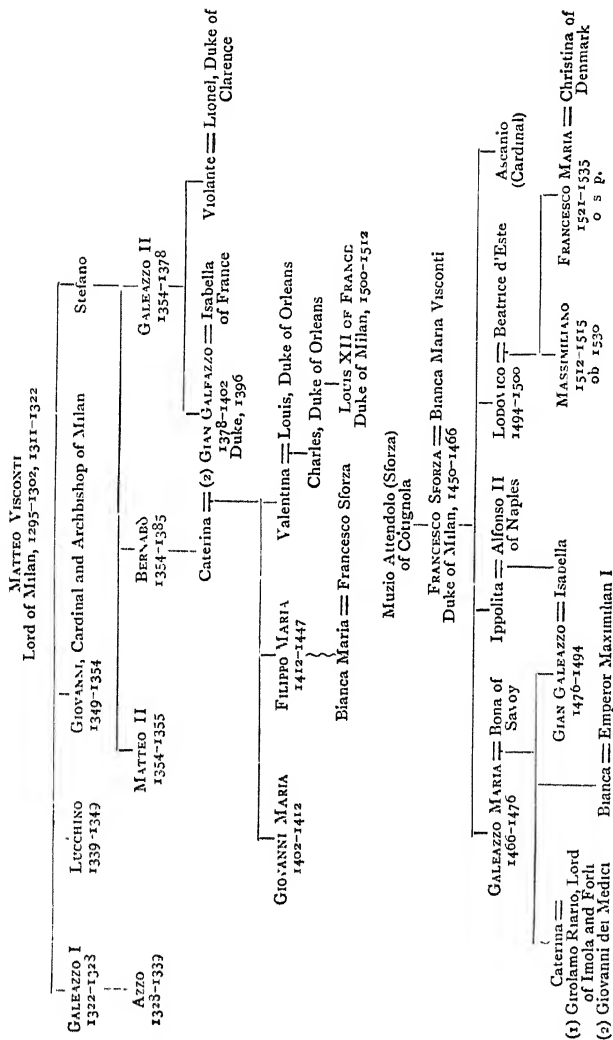 MATTEO VISCONTI
Lord of Milan, 1295-1302, 1311-1322
GALEAZZO I
1322-1328
LUCCHINO
1339-1349
GIOVANNI, Cardinal and Archbishop of Milan
1349-1354
Stefano
AZZO
1328-1339
MATTEO II
1354-1355
BERNABÒ
1354-1385
GALEAZZO II
1354-1378
Caterina = (2) GIAN GALEAZZO = Isabella
1378-1402
of France
Duke, 1396
Violante = Lionel, Duke of
Clarence
GIOVANNI MARIA
1402-1412
FILIPPO MARIA
1412-1447
Valentina = Louis, Duke of Orleans
Charles, Duke of Orleans
Bianca Maria = Francesco Sforza
LOUIS XII OF FRANCE
Duke of Milan, 1500-1512
Muzio Attendolo (Sforza)
of Cotignola
FRANCESCO SFORZA = Bianca Maria Visconti
Duke of Milan, 1450-1466
GALEAZZO MARIA = Bona of
1466-1476
Savoy
Ippolita = Alfonso II
of Naples
LODOVICO = Beatrice d'Este
1494-1500
Ascanio
(Cardinal)
Caterina =
(1) Girolamo Riario, Lord
of Imola and Forlì
(2) Giovanni dei Medici
Bianca = Emperor Maximilian I
GIAN GALEAZZO = Isabella
1476-1494
MASSIMILIANO
1512-1515
ob 1530
FRANCESCO MARIA = Christina of
1521-1535
Denmark
o s p.